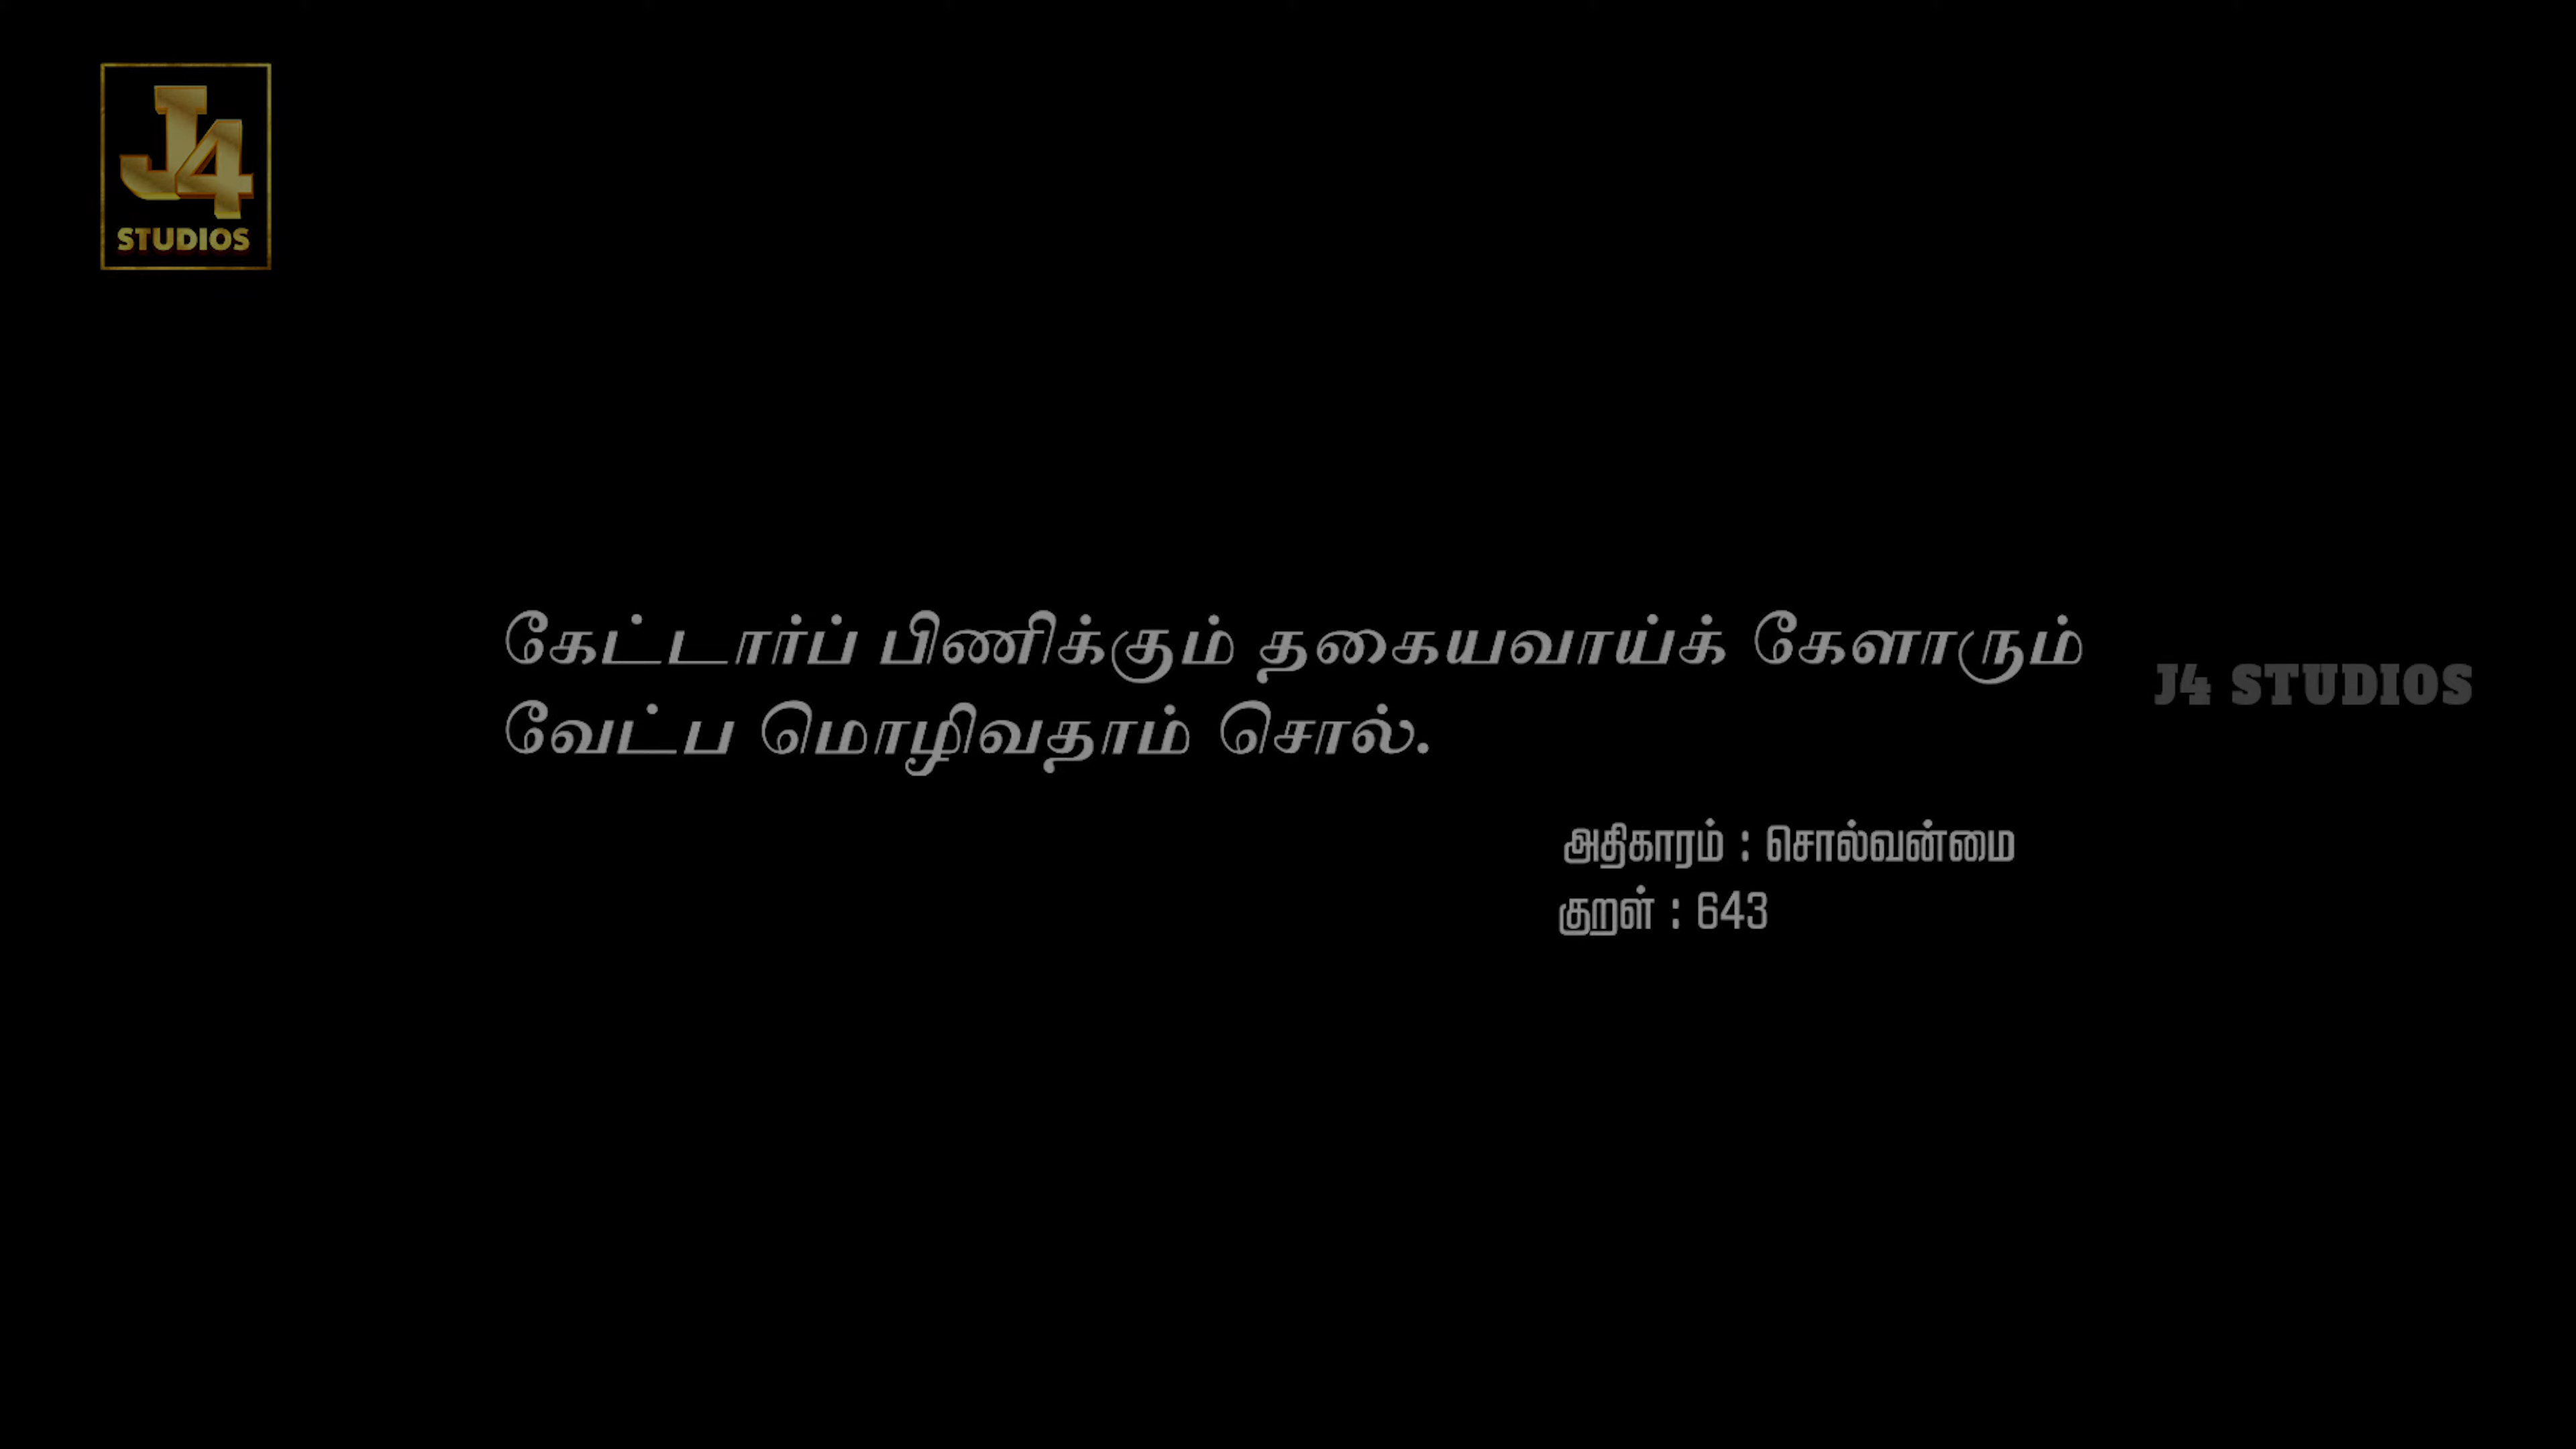 J4
STUDIOS
கேட்டார்ப் பிணிக்கும் தகையவாய்க் கேளாரும்
வேட்ப மொழிவதாம் சொல்.
J4 STUDIOS
அதிகாரம் : சொல்வன்மை
குறள் : 643